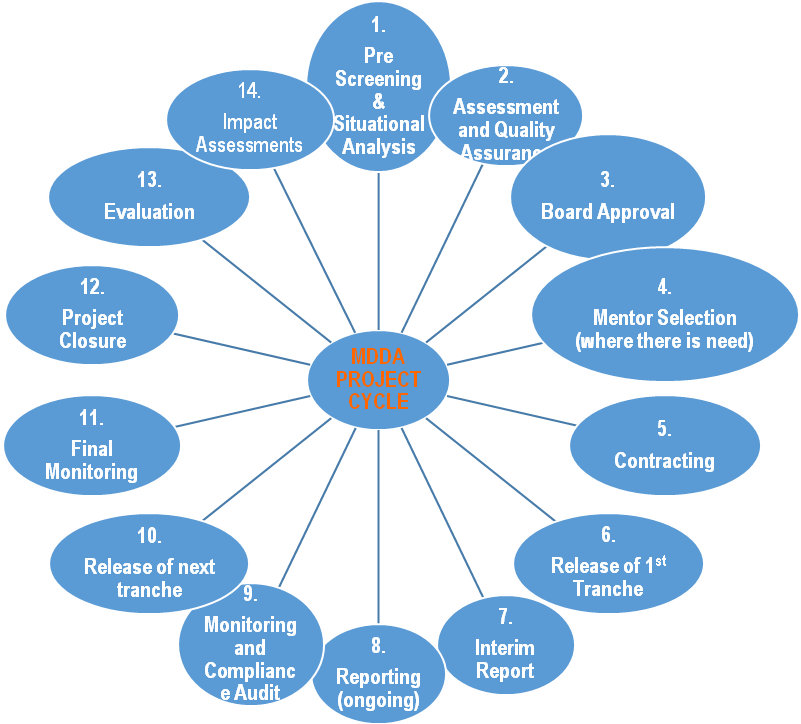 1.
Pre
Screening
&
Situational
Analysis
2.
Assessment
and Quality
Assurance
3.
Board Approval
4.
Mentor Selection
(where there is need)
5.
Contracting
6.
Release of 1st
Tranche
7.
Interim
Report
8.
Reporting
(ongoing)
9.
Monitoring
and
Complianc
e Audit
10.
Release of next
tranche
11.
Final
Monitoring
12.
Project
Closure
13.
Evaluation
14.
Impact
Assessments
MDDA
PROJECT
CYCLE